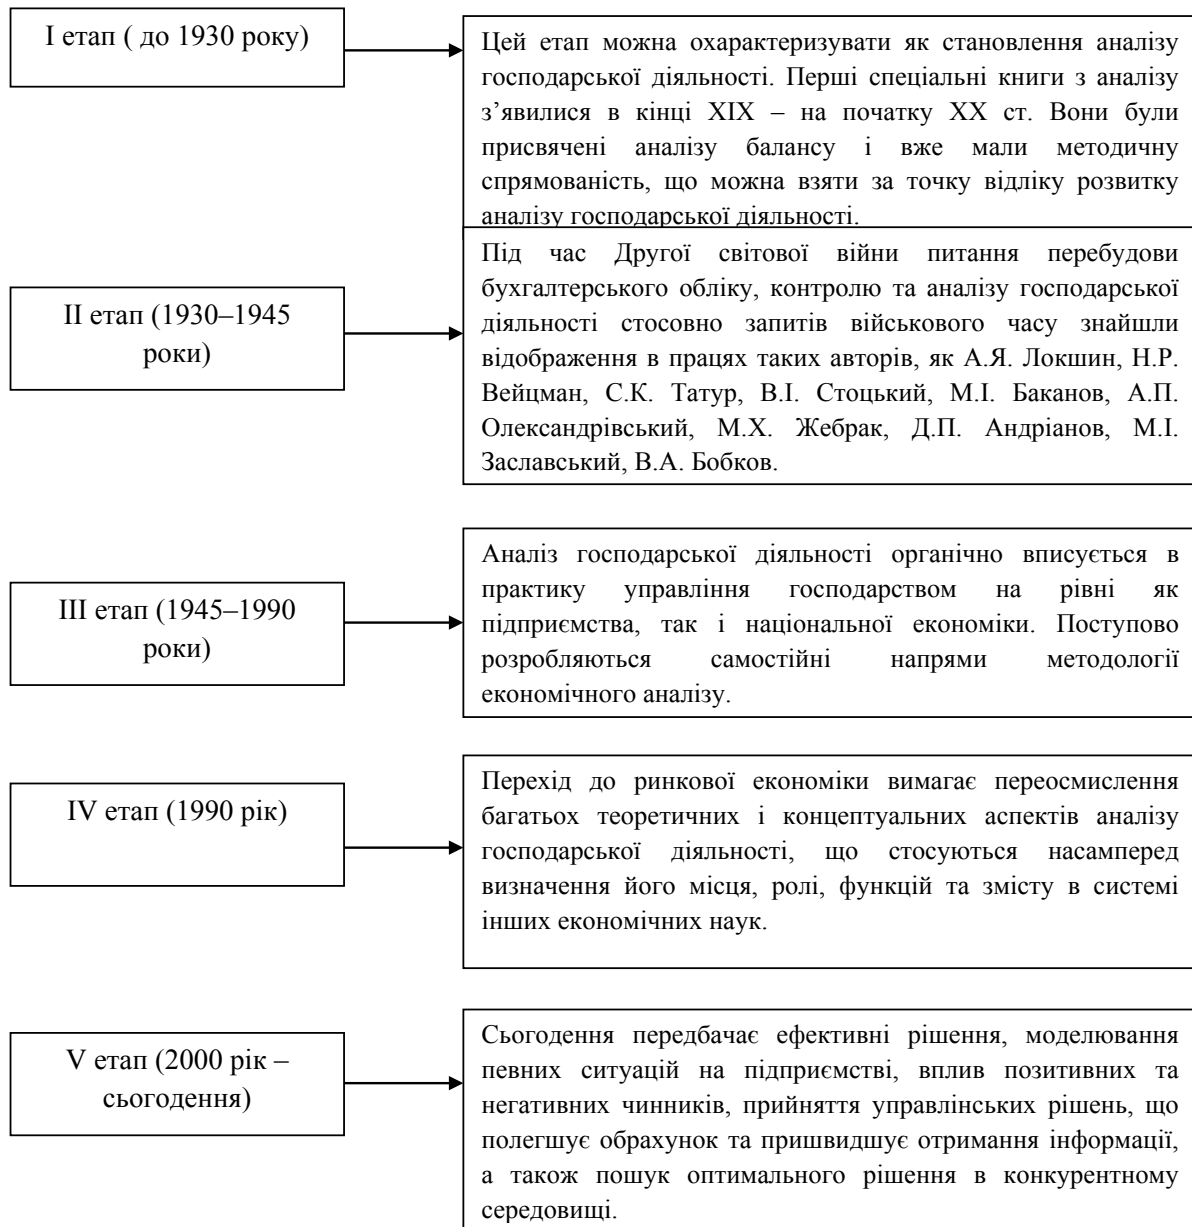 І етап ( до 1930 року)
Цей етап можна охарактеризувати як становлення аналізу
господарської діяльності. Перші спеціальні книги з аналізу
з’явилися в кінці XIX – на початку XX ст. Вони були
присвячені аналізу балансу і вже мали методичну
спрямованість, що можна взяти за точку відліку розвитку
аналізу господарської діяльності.
ІІ етап (1930–1945
роки)
Під час Другої світової війни питання перебудови
бухгалтерського обліку, контролю та аналізу господарської
діяльності стосовно запитів військового часу знайшли
відображення в працях таких авторів, як А.Я. Локшин, Н.Р.
Вейцман, С.К. Татур, В.І. Стоцький, М.І. Баканов, А.П.
Олександрівський, М.Х. Жебрак, Д.П. Андріанов, М.І.
Заславський, В.А. Бобков.
ІІІ етап (1945–1990
роки)
Аналіз господарської діяльності органічно вписується в
практику управління господарством на рівні як
підприємства, так і національної економіки. Поступово
розробляються самостійні напрями методології
економічного аналізу.
IV етап (1990 рік)
Перехід до ринкової економіки вимагає переосмислення
багатьох теоретичних і концептуальних аспектів аналізу
господарської діяльності, що стосуються насамперед
визначення його місця, ролі, функцій та змісту в системі
інших економічних наук.
V етап (2000 рік –
сьогодення)
Сьогодення передбачає ефективні рішення, моделювання
певних ситуацій на підприємстві, вплив позитивних та
негативних чинників, прийняття управлінських рішень, що
полегшує обрахунок та пришвидшує отримання інформації,
а також пошук оптимального рішення в конкурентному
середовищі.